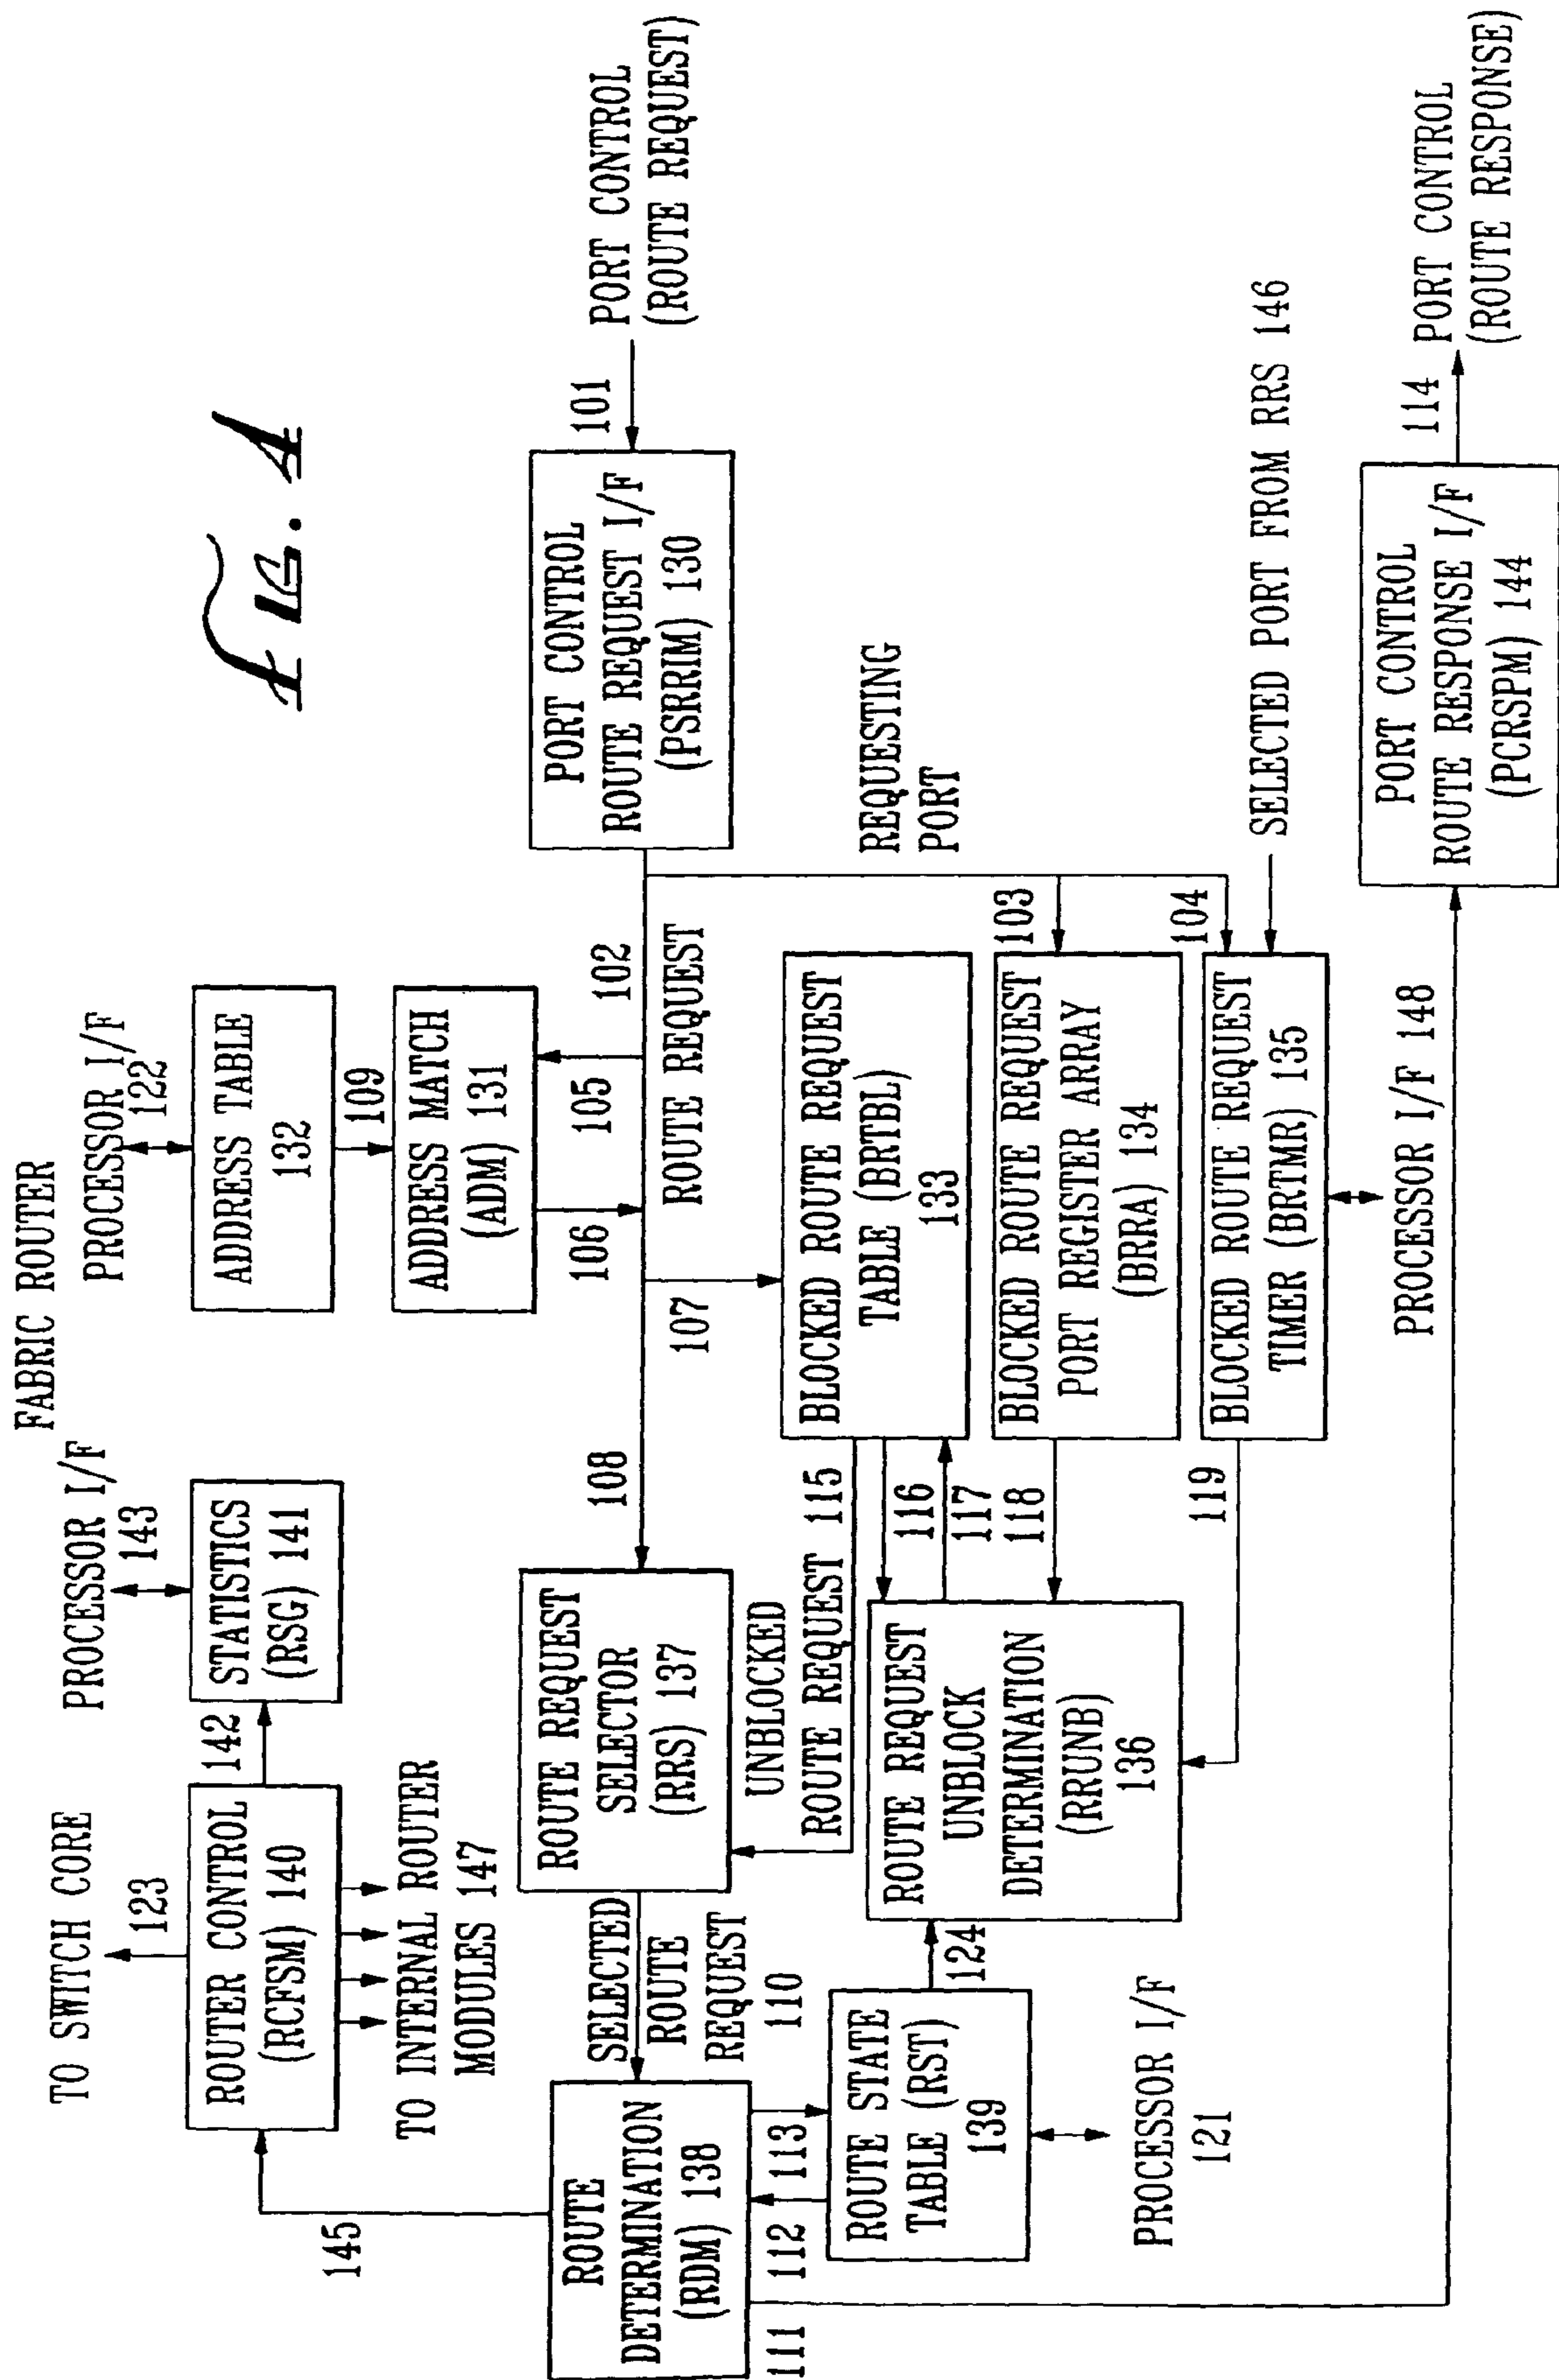 FIG. 4
FABRIC ROUTER
TO SWITCH CORE
123
ROUTER CONTROL
(RCFSM) 140
TO INTERNAL ROUTER
MODULES 147
142
PROCESSOR I/F
143
STATISTICS
(RSG) 141
PROCESSOR I/F
122
ADDRESS TABLE
132
109
ADDRESS MATCH
(ADM) 131
105
106
145
ROUTE
DETERMINATION
(RDM) 138
SELECTED
ROUTE
REQUEST
110
ROUTE REQUEST
SELECTOR
(RRS) 137
108
102
ROUTE REQUEST
107
PORT CONTROL
ROUTE REQUEST I/F
(PSRRIM) 130
101
PORT CONTROL
(ROUTE REQUEST)
REQUESTING
PORT
UNBLOCKED
ROUTE REQUEST 115
BLOCKED ROUTE REQUEST
TABLE (BRTBL)
133
116
117
118
103
BLOCKED ROUTE REQUEST
PORT REGISTER ARRAY
(BRRA) 134
104
BLOCKED ROUTE REQUEST
TIMER (BRTMR) 135
SELECTED PORT FROM RRS 146
119
PROCESSOR I/F 148
111
112
113
ROUTE STATE
TABLE (RST)
139
124
ROUTE REQUEST
UNBLOCK
DETERMINATION
(RRUNB)
136
PROCESSOR I/F
121
PORT CONTROL
ROUTE RESPONSE I/F
(PCRSPM) 144
114
PORT CONTROL
(ROUTE RESPONSE)